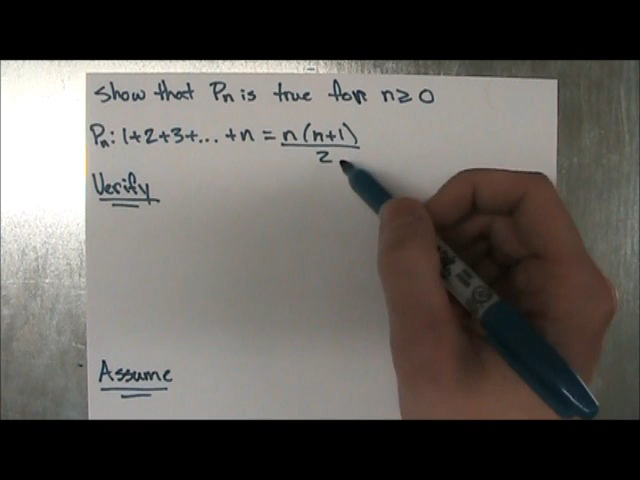 Show that Pn is true for n ≥ 0
Pn: 1+2+3+...+n = n(n+1)/2
Verify
Assume